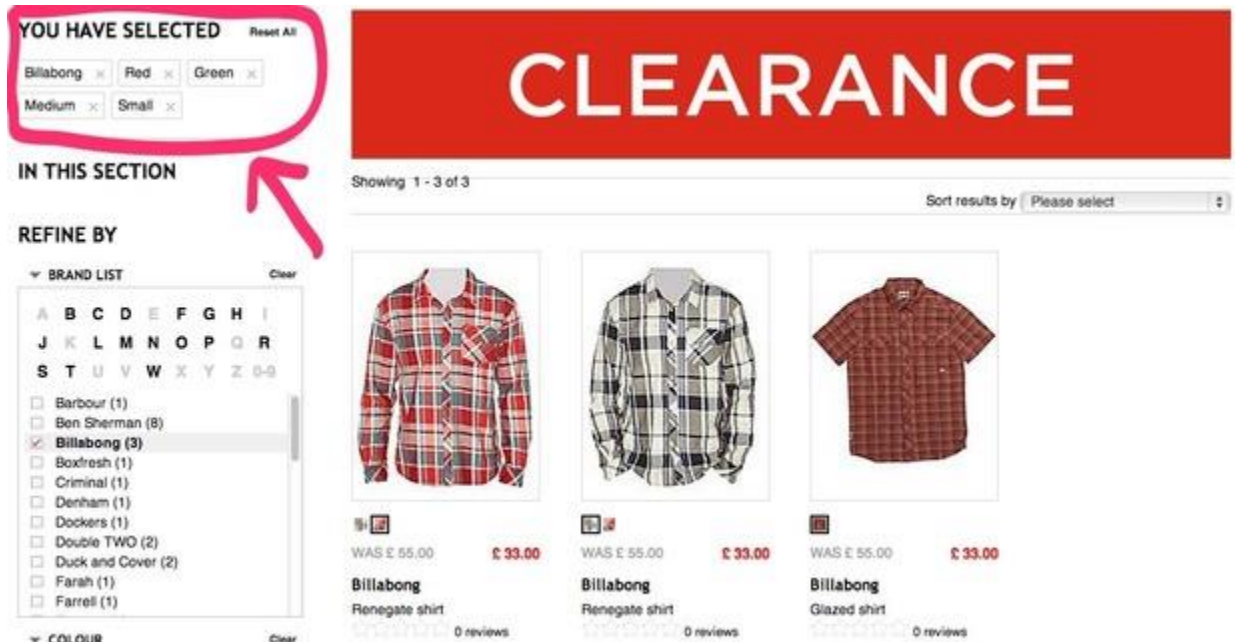 YOU HAVE SELECTED Reset All
Billabong × Red × Green ×
Medium × Small ×
IN THIS SECTION
REFINE BY
BRAND LIST Clear
A B C D E F G H I
J K L M N O P Q R
S T U V W X Y Z 0-9
Barbour (1)
Ben Sherman (8)
Billabong (3)
Boxfresh (1)
Criminal (1)
Denham (1)
Dockers (1)
Double TWO (2)
Duck and Cover (2)
Farah (1)
Farrell (1)
COLOUR Clear
CLEARANCE
Showing 1 - 3 of 3
Sort results by Please select
WAS £ 55.00 £ 33.00
Billabong
Renegate shirt
0 reviews
WAS £ 55.00 £ 33.00
Billabong
Renegate shirt
0 reviews
WAS £ 55.00 £ 33.00
Billabong
Glazed shirt
0 reviews